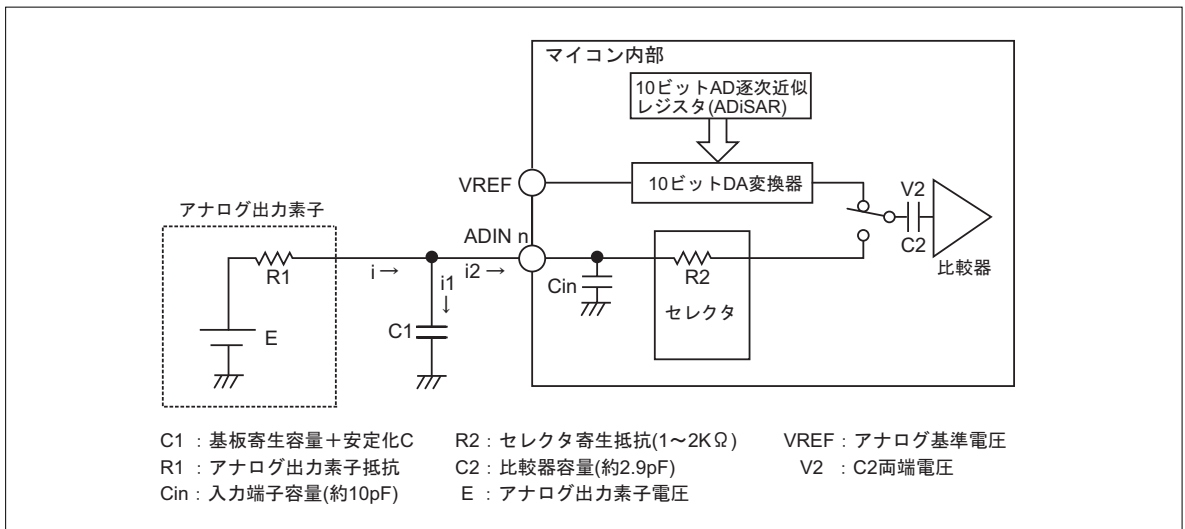 マイコン内部
10ビットAD逐次近似
レジスタ(ADiSAR)
VREF
10ビットDA変換器
V2
C2
比較器
アナログ出力素子
R1
E
i→
i1
↓
i2 →
C1
ADIN n
Cin
R2
セレクタ
C1 : 基板寄生容量+安定化C
R2 : セレクタ寄生抵抗(1~2KΩ)
VREF : アナログ基準電圧
R1 : アナログ出力素子抵抗
C2 : 比較器容量(約2.9pF)
V2 : C2両端電圧
Cin : 入力端子容量(約10pF)
E : アナログ出力素子電圧